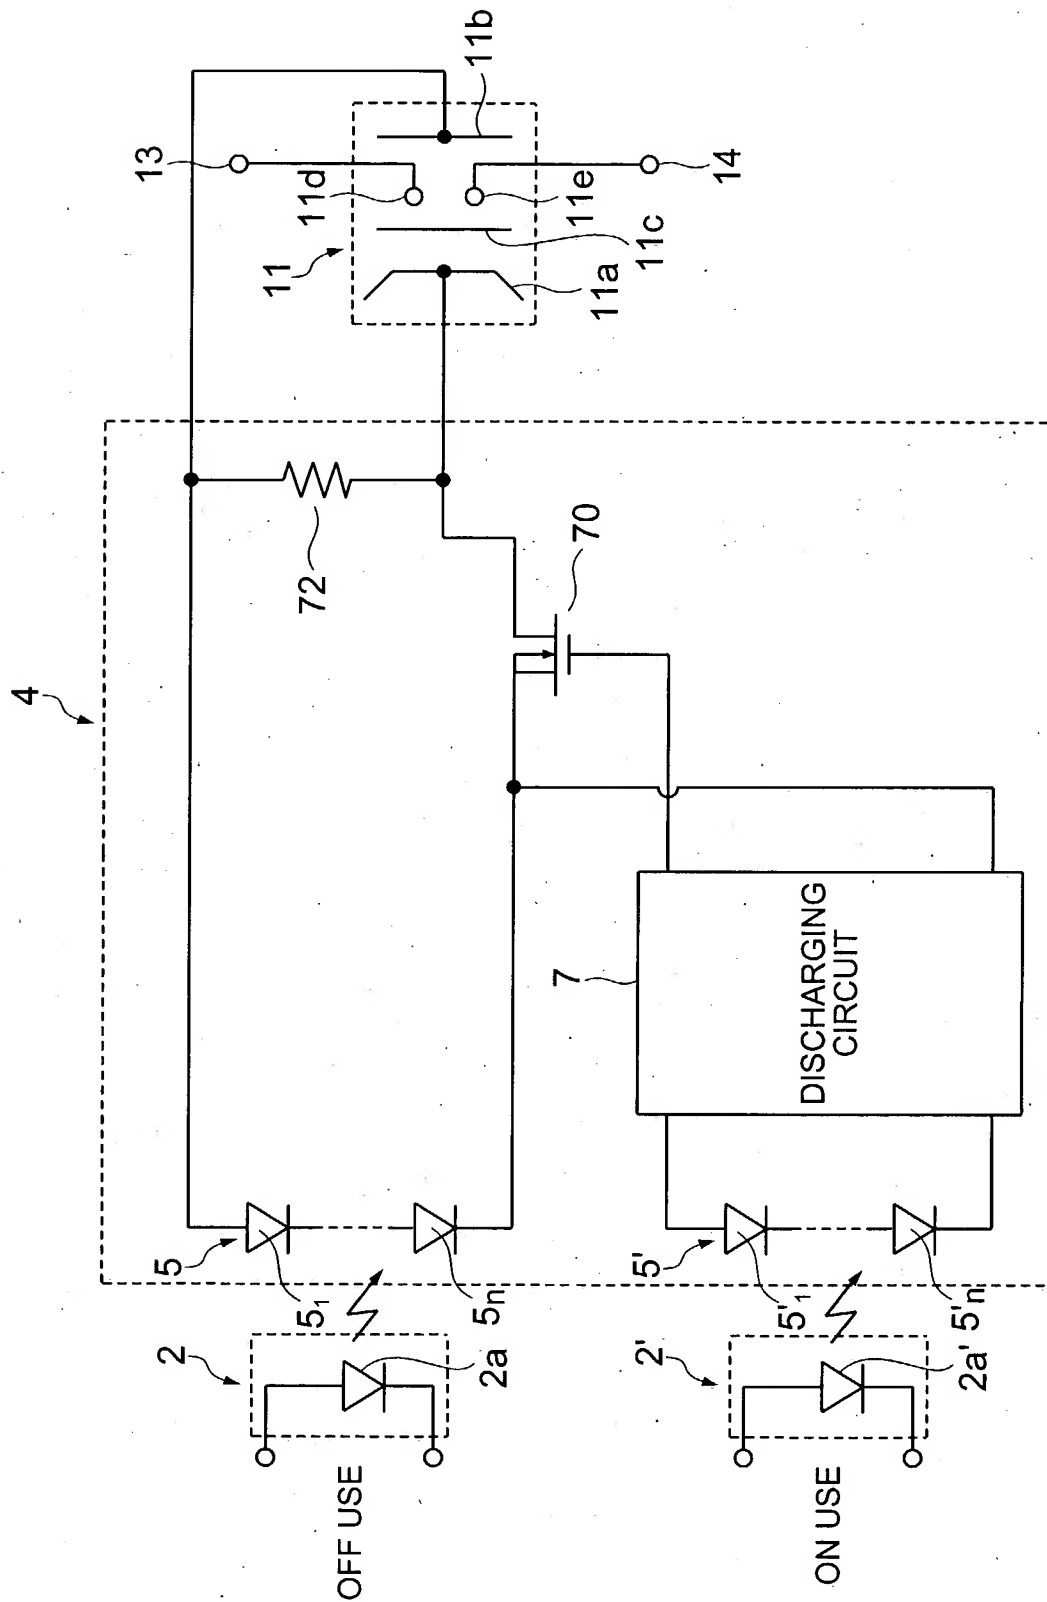 4
OFF USE
2
2a
5
5₁
5n
72
70
11
11a
11b
11c
11d
11e
13
14
ON USE
2'
2a'
5'
5'₁
5'n
7
DISCHARGING
CIRCUIT